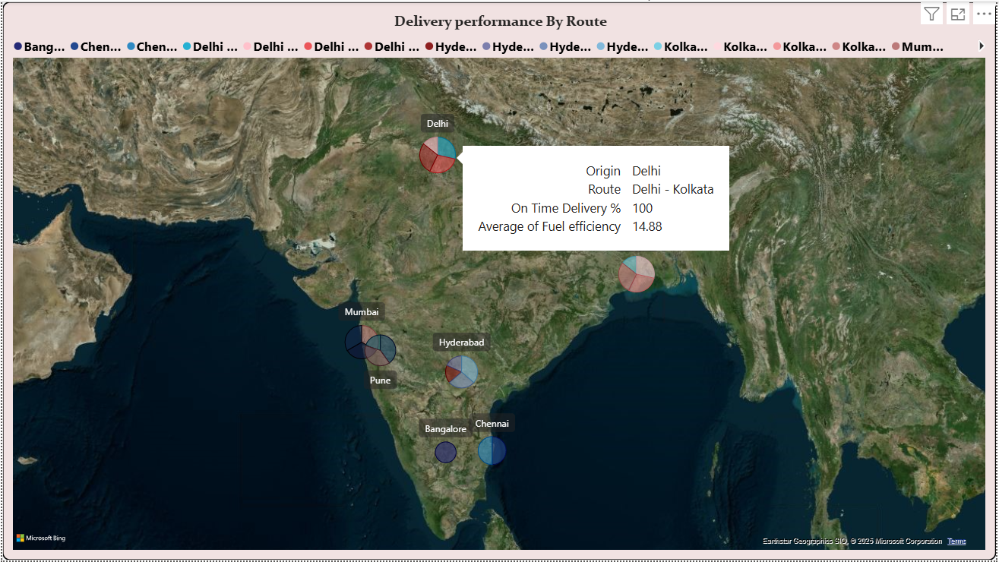 Delivery performance By Route
Bang... Chen... Chen... Delhi ... Delhi ... Delhi ... Delhi ... Hyde... Hyde... Hyde... Hyde... Kolka... Kolka... Kolka... Kolka... Mum...
Delhi
Origin Delhi
Route Delhi - Kolkata
On Time Delivery % 100
Average of Fuel efficiency 14.88
Mumbai
Hyderabad
Pune
Bangalore
Chennai
Microsoft Bing
Earthstar Geographics SIO, © 2025 Microsoft Corporation Terms